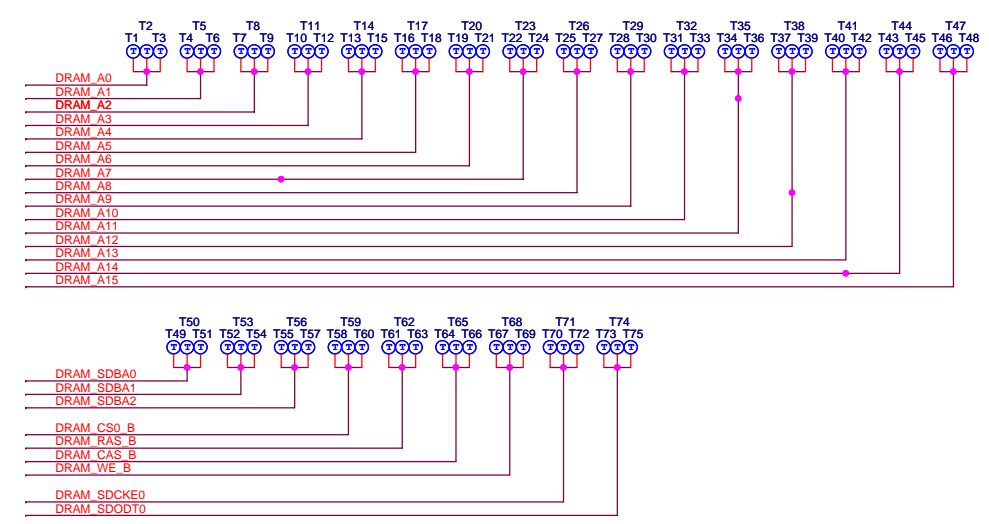 T2 T5 T8 T11 T14 T17 T20 T23 T26 T29 T32 T35 T38 T41 T44 T47
T1 T3 T4 T6 T7 T9 T10 T12 T13 T15 T16 T18 T19 T21 T22 T24 T25 T27 T28 T30 T31 T33 T34 T36 T37 T39 T40 T42 T43 T45 T46 T48
T T T T T T T T T T T T T T T T T T T T T T T T T T T T T T T T T T T T T T T T T T T T T T T T
DRAM_A0
DRAM_A1
DRAM_A2
DRAM_A3
DRAM_A4
DRAM_A5
DRAM_A6
DRAM_A7
DRAM_A8
DRAM_A9
DRAM_A10
DRAM_A11
DRAM_A12
DRAM_A13
DRAM_A14
DRAM_A15
T50 T53 T56 T59 T62 T65 T68 T71 T74
T49 T51 T52 T54 T55 T57 T58 T60 T61 T63 T64 T66 T67 T69 T70 T72 T73 T75
T T T T T T T T T T T T T T T T T T T T T T T T T T T
DRAM_SDBA0
DRAM_SDBA1
DRAM_SDBA2
DRAM_CS0_B
DRAM_RAS_B
DRAM_CAS_B
DRAM_WE_B
DRAM_SDCKE0
DRAM_SDODT0